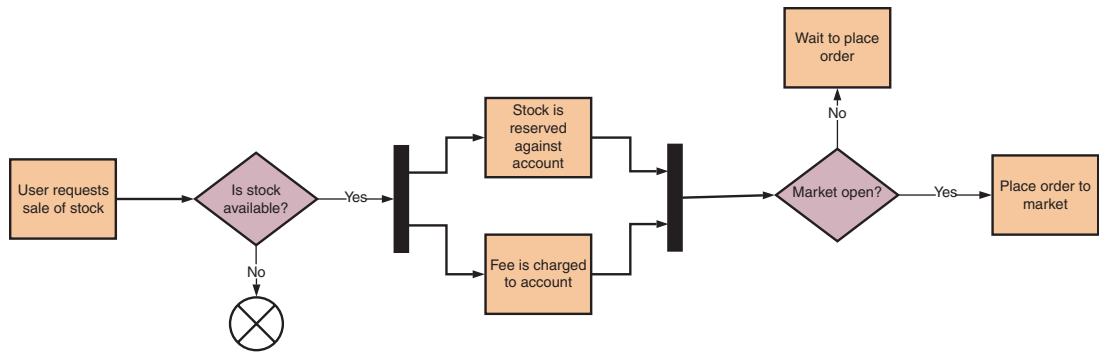 User requests
sale of stock
Is stock
available?
Yes
No
Stock is
reserved
against
account
Fee is charged
to account
Market open?
No
Wait to place
order
Yes
Place order to
market